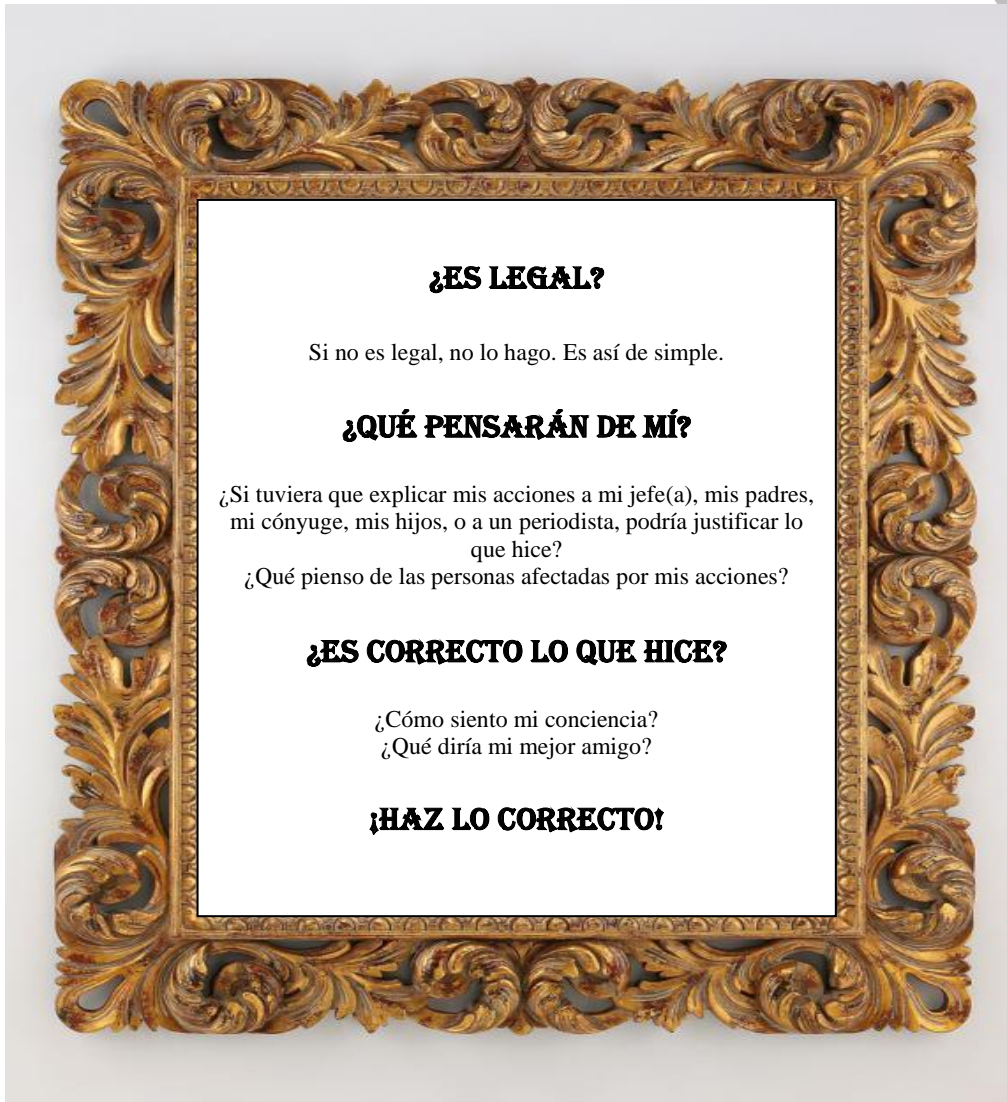 ¿ES LEGAL?
Si no es legal, no lo hago. Es así de simple.
¿QUÉ PENSARÁN DE MÍ?
¿Si tuviera que explicar mis acciones a mi jefe(a), mis padres,
mi cónyuge, mis hijos, o a un periodista, podría justificar lo
que hice?
¿Qué pienso de las personas afectadas por mis acciones?
¿ES CORRECTO LO QUE HICE?
¿Cómo siento mi conciencia?
¿Qué diría mi mejor amigo?
¡HAZ LO CORRECTO!